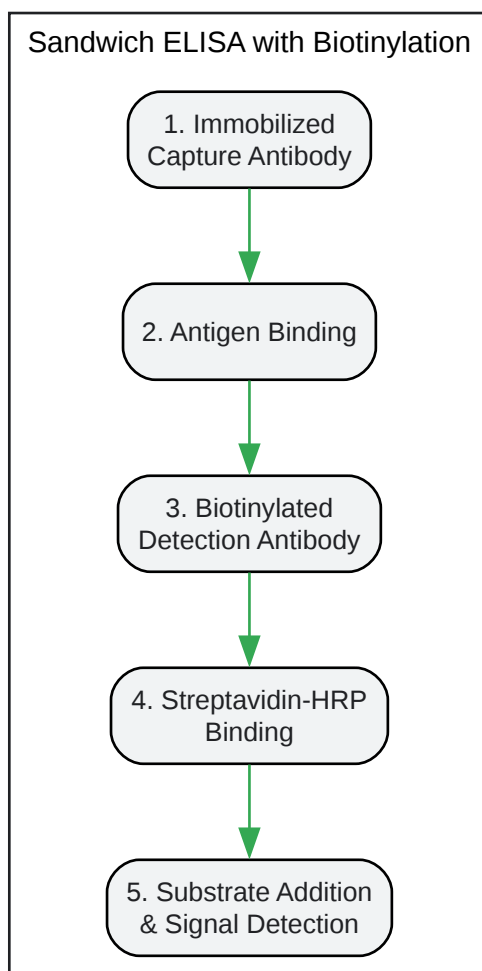 Sandwich ELISA with Biotinylation
1. Immobilized
Capture Antibody
2. Antigen Binding
3. Biotinylated
Detection Antibody
4. Streptavidin-HRP
Binding
5. Substrate Addition
& Signal Detection